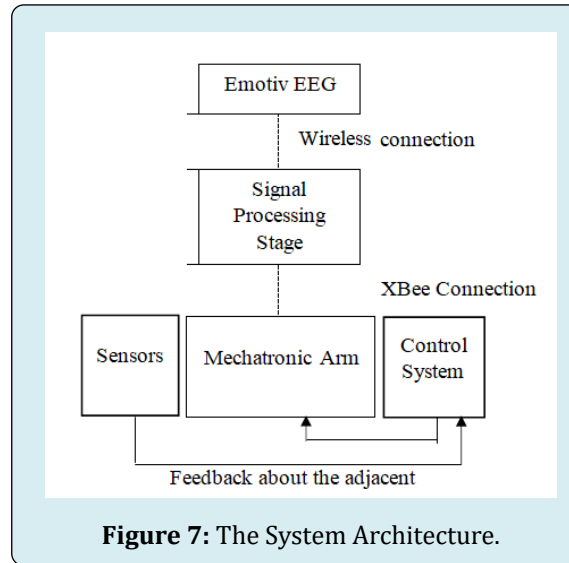 Emotiv EEG
Wireless connection
Signal
Processing
Stage
XBee Connection
Sensors
Mechatronic Arm
Control
System
Feedback about the adjacent
Figure 7: The System Architecture.